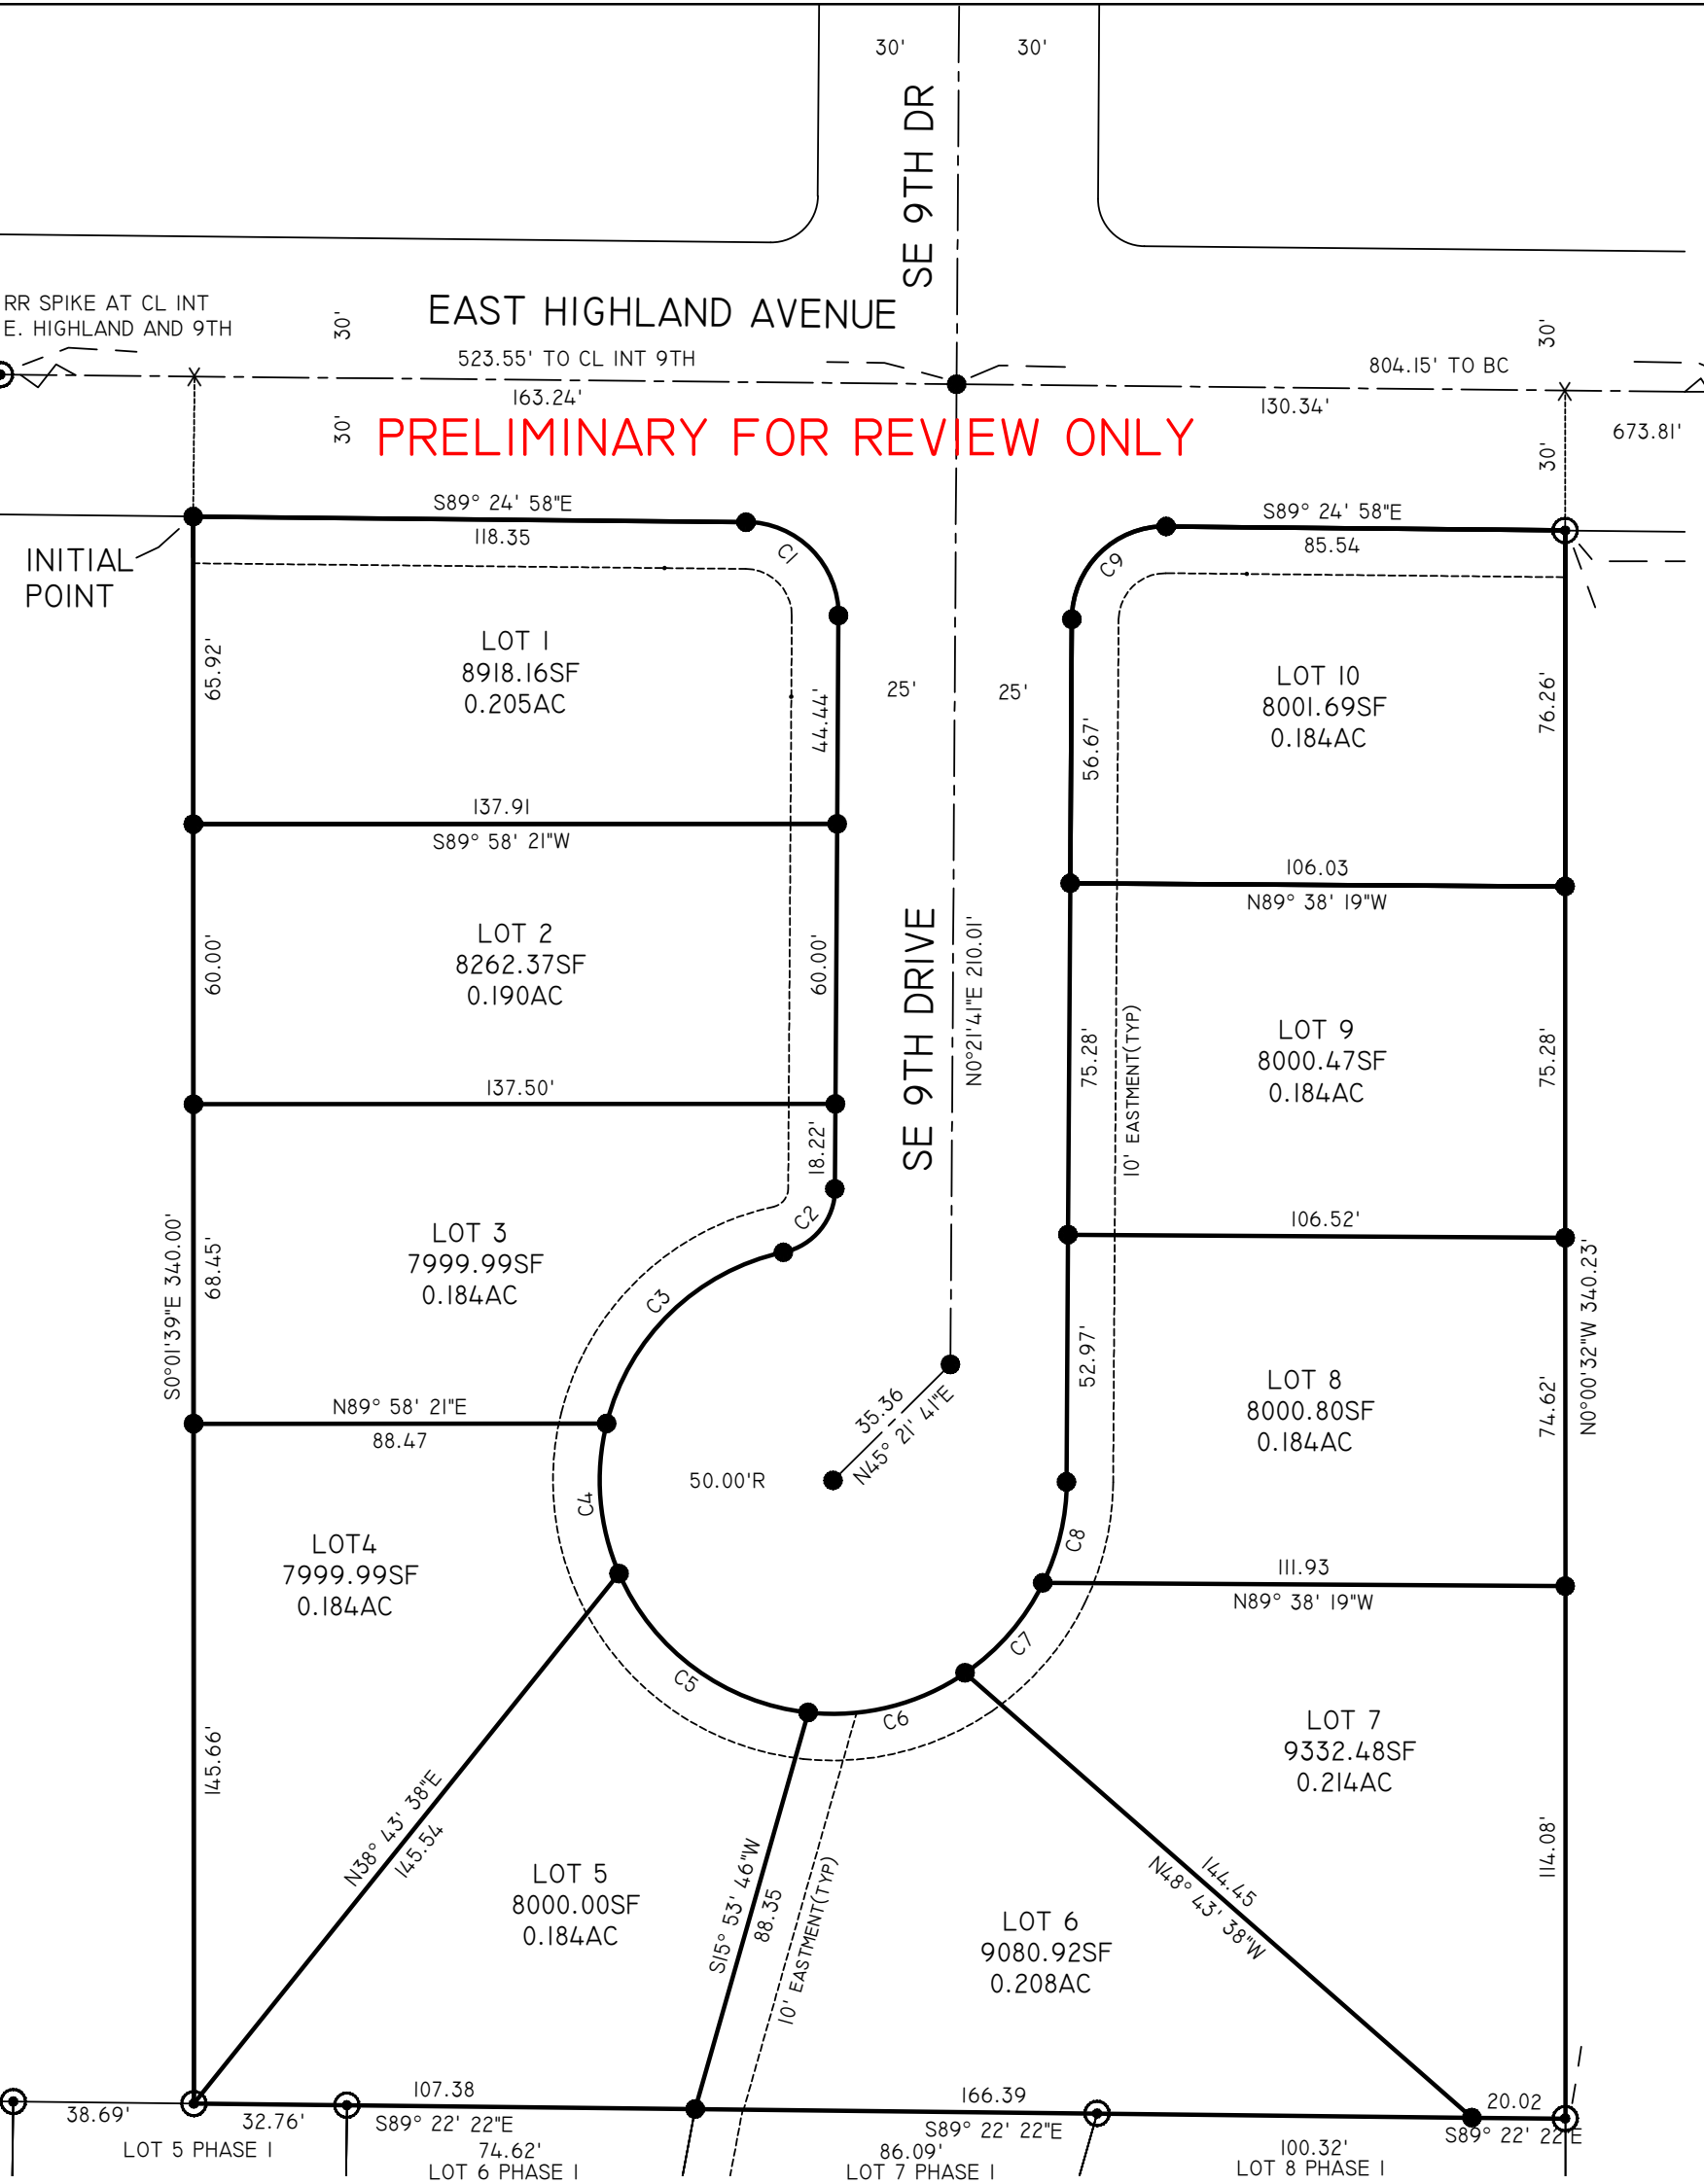 30'
30'
SE 9TH DR
RR SPIKE AT CL INT
E. HIGHLAND AND 9TH
30'
EAST HIGHLAND AVENUE
30'
523.55' TO CL INT 9TH
804.15' TO BC
163.24'
130.34'
30'
PRELIMINARY FOR REVIEW ONLY
30'
673.81'
S89° 24' 58"E
118.35
S89° 24' 58"E
85.54
INITIAL
POINT
C1
C9
LOT 1
8918.16SF
0.205AC
65.92'
44.44'
25'
25'
56.67'
LOT 10
8001.69SF
0.184AC
76.26'
137.91
S89° 58' 21"W
106.03
N89° 38' 19"W
LOT 2
8262.37SF
0.190AC
60.00'
60.00'
SE 9TH DRIVE
N0°21'41"E 210.01'
75.28'
10' EASTMENT(TYP)
LOT 9
8000.47SF
0.184AC
75.28'
137.50'
18.22'
C2
106.52'
S0°01'39"E 340.00'
68.45'
LOT 3
7999.99SF
0.184AC
C3
52.97'
LOT 8
8000.80SF
0.184AC
74.62'
N0°00'32"W 340.23'
N89° 58' 21"E
88.47
35.36
N45° 21' 41"E
50.00'R
C4
C8
LOT4
7999.99SF
0.184AC
111.93
N89° 38' 19"W
C5
C7
C6
145.66'
LOT 7
9332.48SF
0.214AC
N38° 43' 38"E
145.54
LOT 5
8000.00SF
0.184AC
S15° 53' 46"W
88.35
10' EASTMENT(TYP)
LOT 6
9080.92SF
0.208AC
144.45
N48° 43' 38"W
114.08'
38.69'
32.76'
107.38
S89° 22' 22"E
166.39
S89° 22' 22"E
20.02
S89° 22' 22"E
LOT 5 PHASE 1
74.62'
LOT 6 PHASE 1
86.09'
LOT 7 PHASE 1
100.32'
LOT 8 PHASE 1